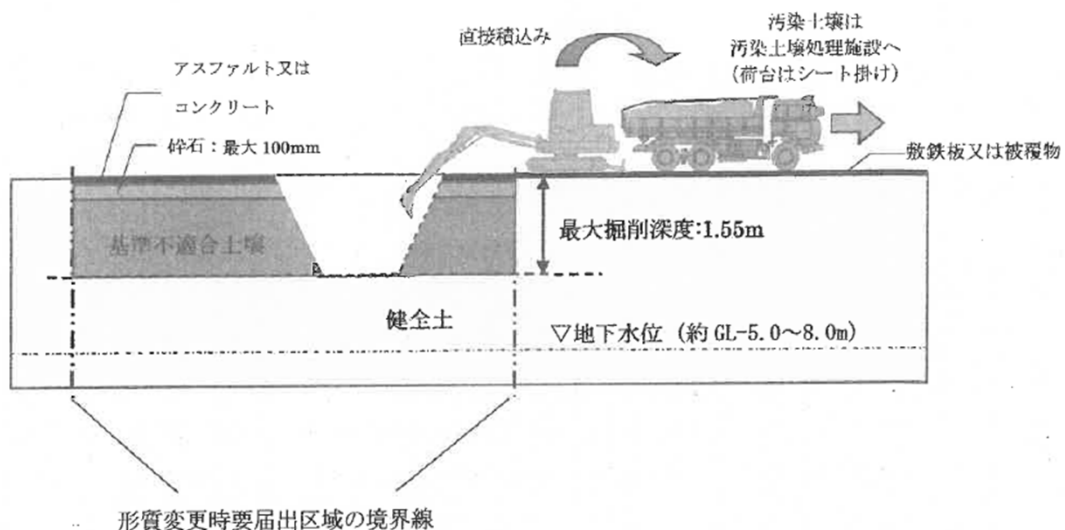 直接積込み
汚染土壌は
汚染土壌処理施設へ
(荷台はシート掛け)
アスファルト又は
コンクリート
砕石：最大100mm
敷鉄板又は被覆物
基準不適合土壌
最大掘削深度:1.55m
健全土
▽地下水位（約GL-5.0～8.0m）
形質変更時要届出区域の境界線